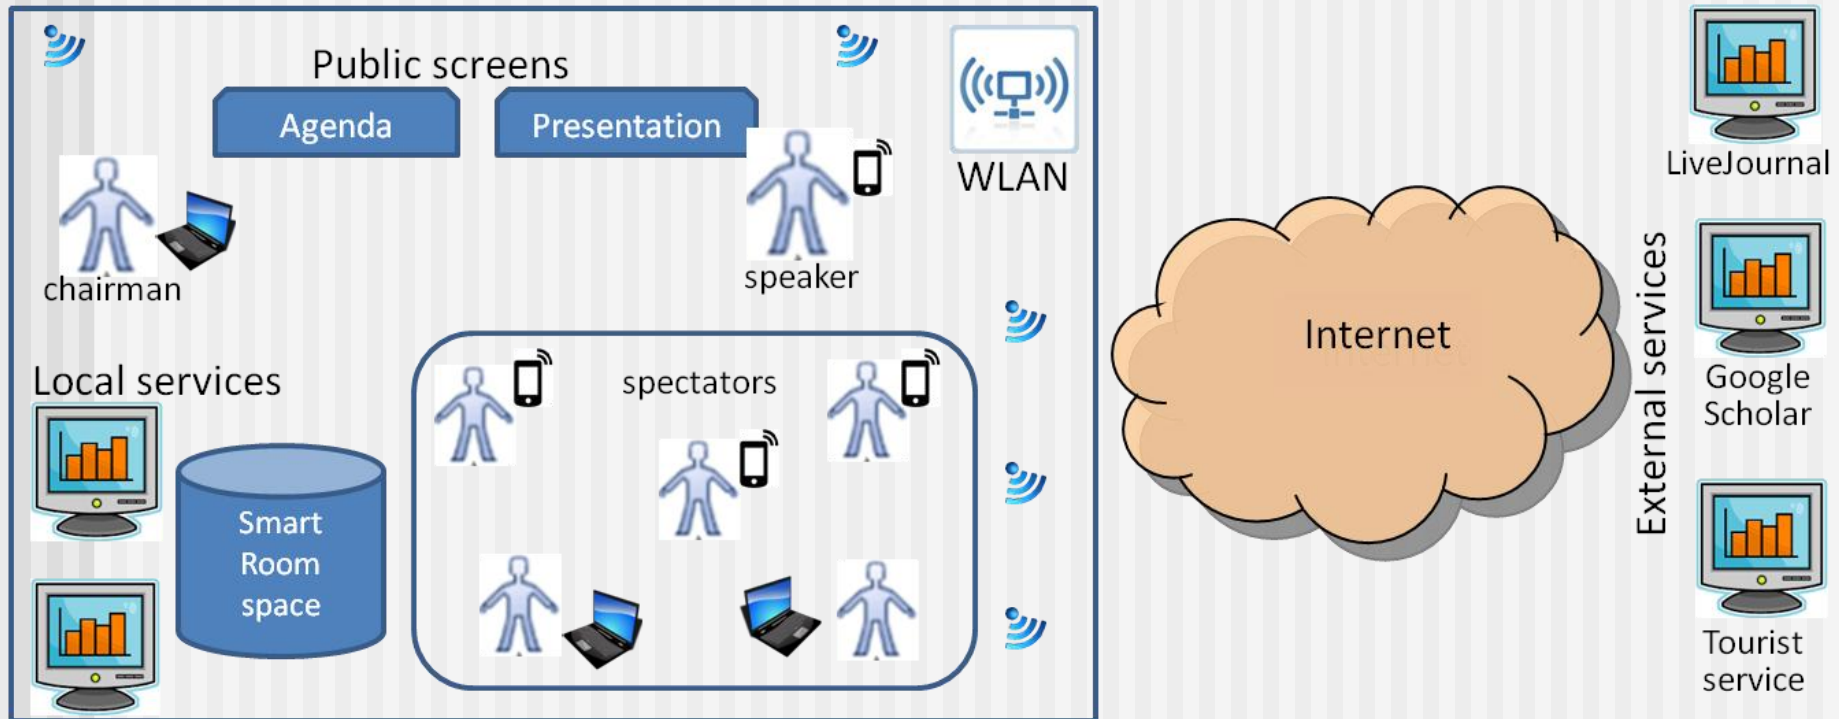 Public screens
Agenda
Presentation
WLAN
chairman
speaker
Local services
Smart
Room
space
spectators
Internet
External services
LiveJournal
Google
Scholar
Tourist
service